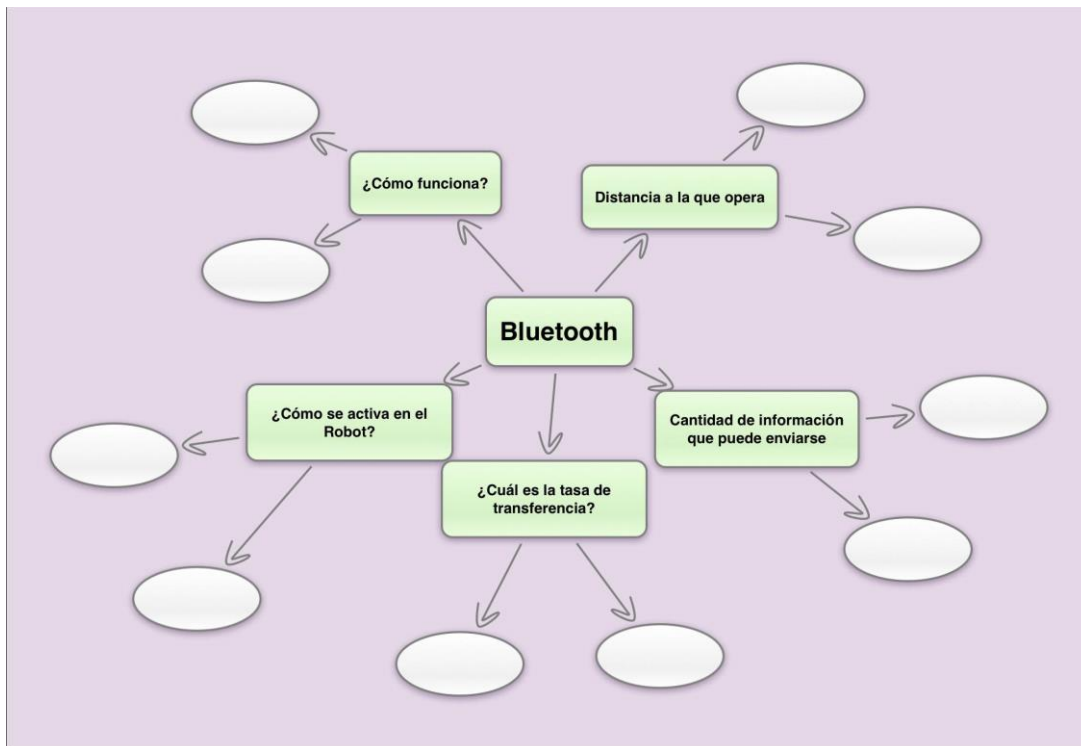 ¿Cómo funciona?
Distancia a la que opera
Bluetooth
¿Cómo se activa en el
Robot?
Cantidad de información
que puede enviarse
¿Cuál es la tasa de
transferencia?